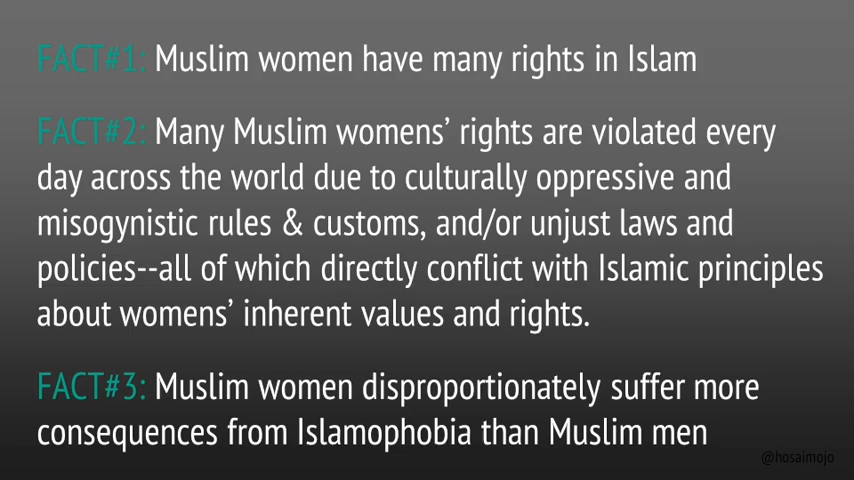 FACT#1: Muslim women have many rights in Islam
FACT#2: Many Muslim womens’ rights are violated every
day across the world due to culturally oppressive and
misogynistic rules & customs, and/or unjust laws and
policies--all of which directly conflict with Islamic principles
about womens’ inherent values and rights.
FACT#3: Muslim women disproportionately suffer more
consequences from Islamophobia than Muslim men
@hosaimojo